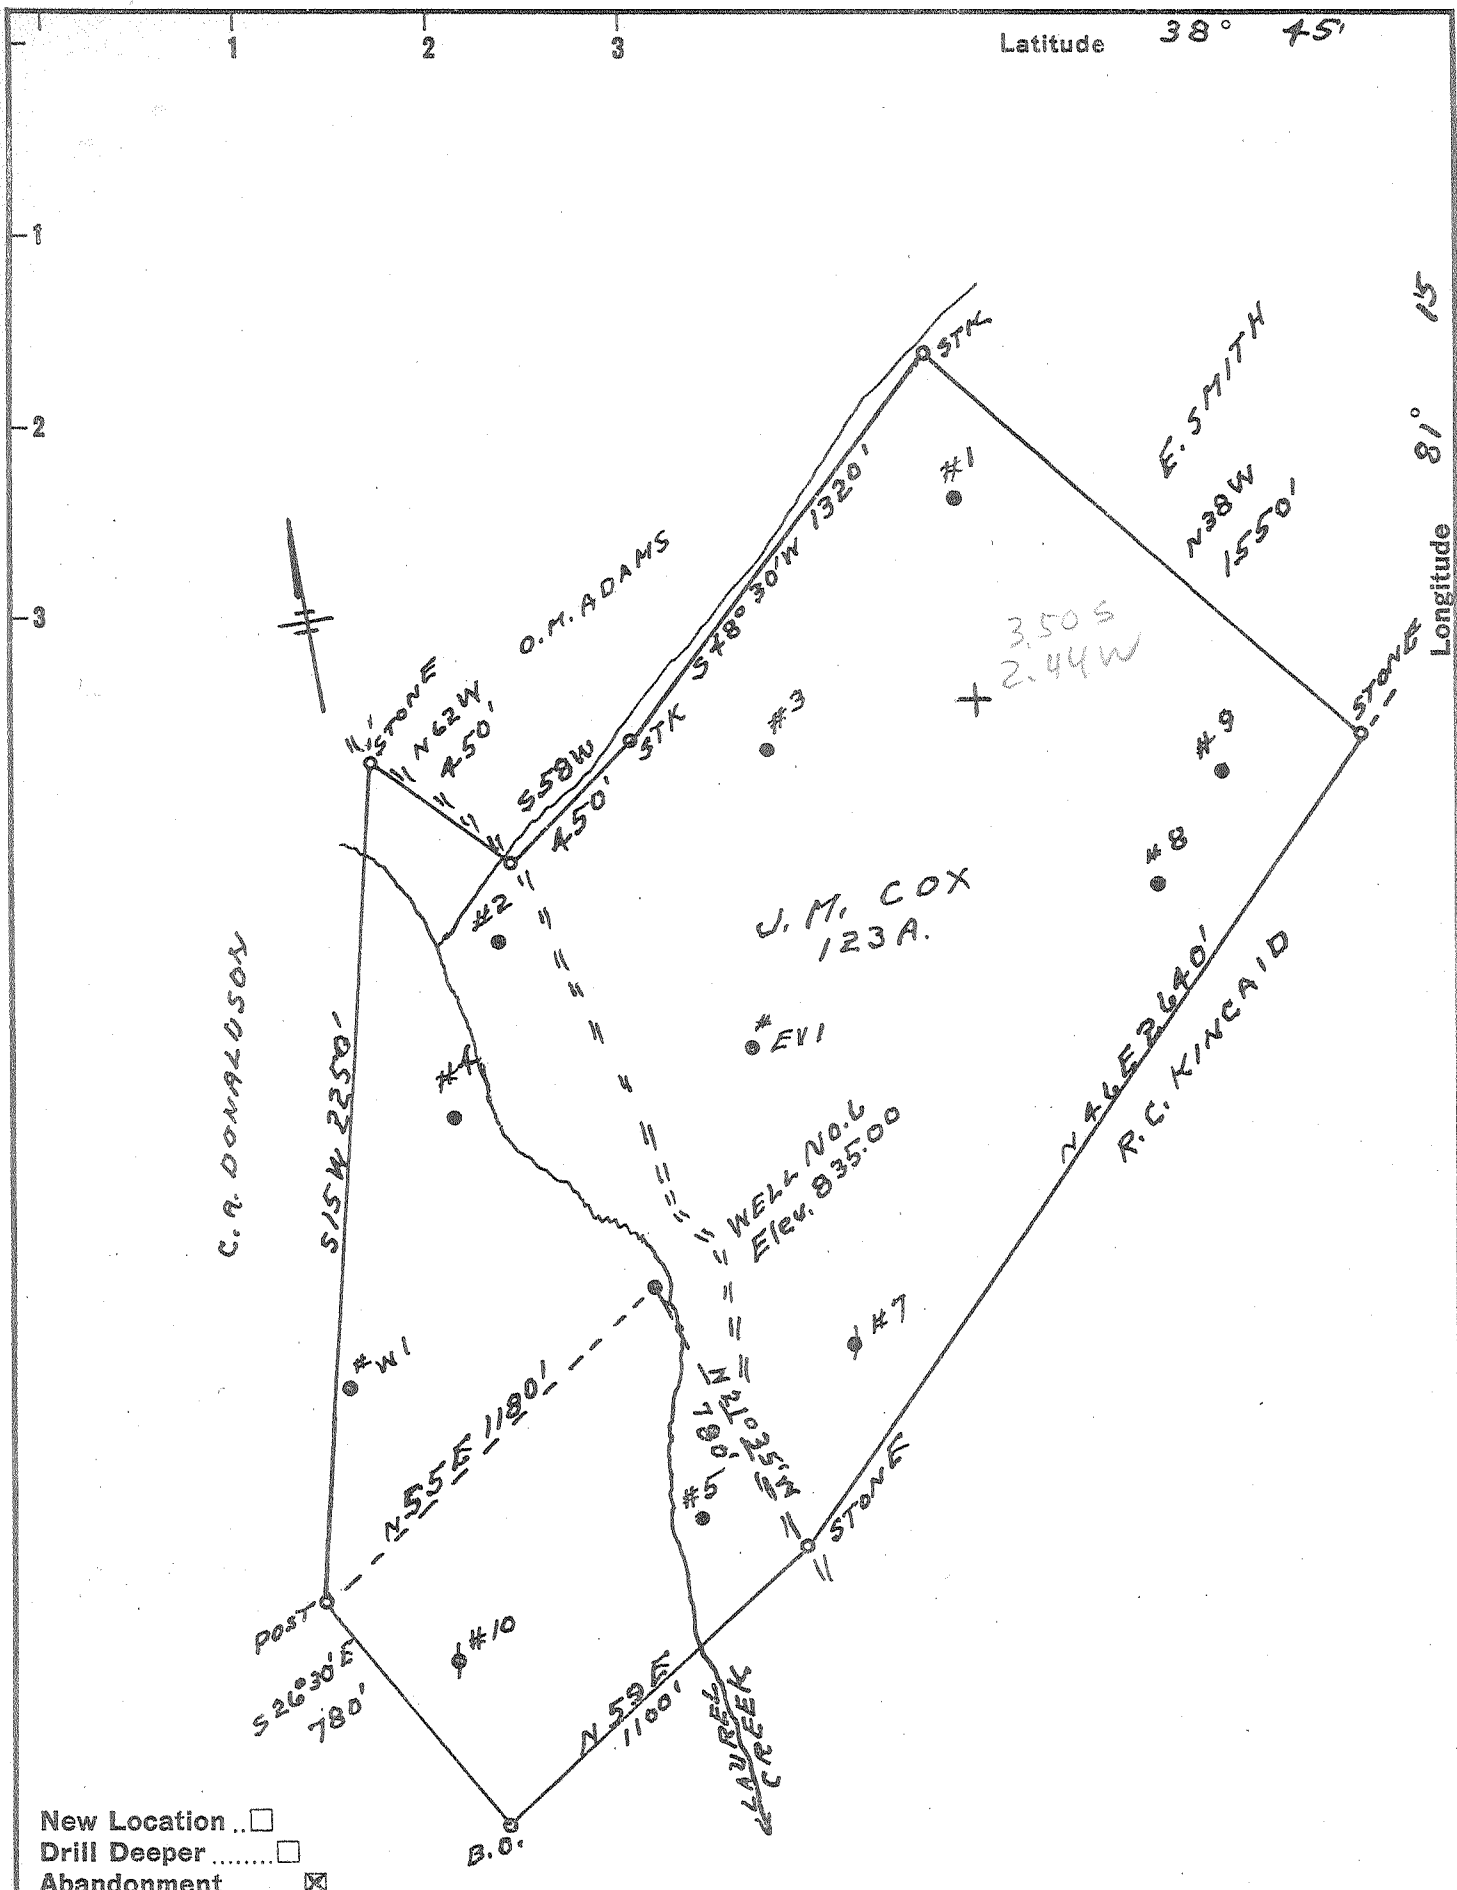 1
2
3
Latitude 38° 45'
1
2
3
Longitude 81° 15
STK
E. SMITH
N38W
1550'
#1
S48°30'W 1320'
O.M. ADAMS
3.50 S
2.44 W
STONE
N62W
450'
STONE
S58W
450'
STK
#3
#9
#8
#2
J. M. COX
123 A.
C. A. DONALDSON
S15W 2250'
#4
# EV1
N46E 2640'
R. C. KINCAID
WELL NO. 6
Elev. 835.00
#7
# W1
N55E 1180'
780'
#5
STONE
POST
S26°30'E
780'
#10
N59E
1100'
LAUREL
CREEK
B.O.
New Location .. ☐
Drill Deeper ........ ☐
Abandonment ☒